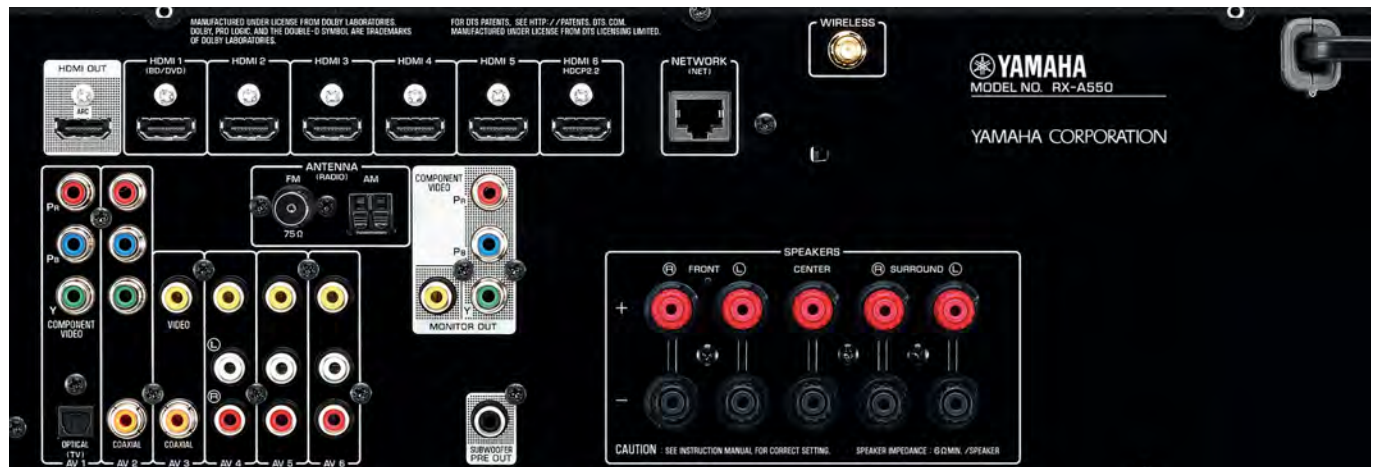 MANUFACTURED UNDER LICENSE FROM DOLBY LABORATORIES.
DOLBY, PRO LOGIC, AND THE DOUBLE-D SYMBOL ARE TRADEMARKS
OF DOLBY LABORATORIES.
FOR DTS PATENTS, SEE HTTP://PATENTS.DTS.COM.
MANUFACTURED UNDER LICENSE FROM DTS LICENSING LIMITED.
WIRELESS
YAMAHA
MODEL NO. RX-A550
YAMAHA CORPORATION
HDMI OUT
ARC
HDMI 1
(BD/DVD)
HDMI 2
HDMI 3
HDMI 4
HDMI 5
HDMI 6
HDCP2.2
NETWORK
(NET)
ANTENNA
(RADIO)
FM
AM
75Ω
COMPONENT
VIDEO
PR
PB
Y
MONITOR OUT
PR
PB
Y
COMPONENT
VIDEO
VIDEO
L
R
OPTICAL
(TV)
COAXIAL
COAXIAL
AV 1
AV 2
AV 3
AV 4
AV 5
AV 6
SUBWOOFER
PRE OUT
SPEAKERS
R FRONT L
CENTER
R SURROUND L
+
−
CAUTION : SEE INSTRUCTION MANUAL FOR CORRECT SETTING.
SPEAKER IMPEDANCE : 6ΩMIN. /SPEAKER